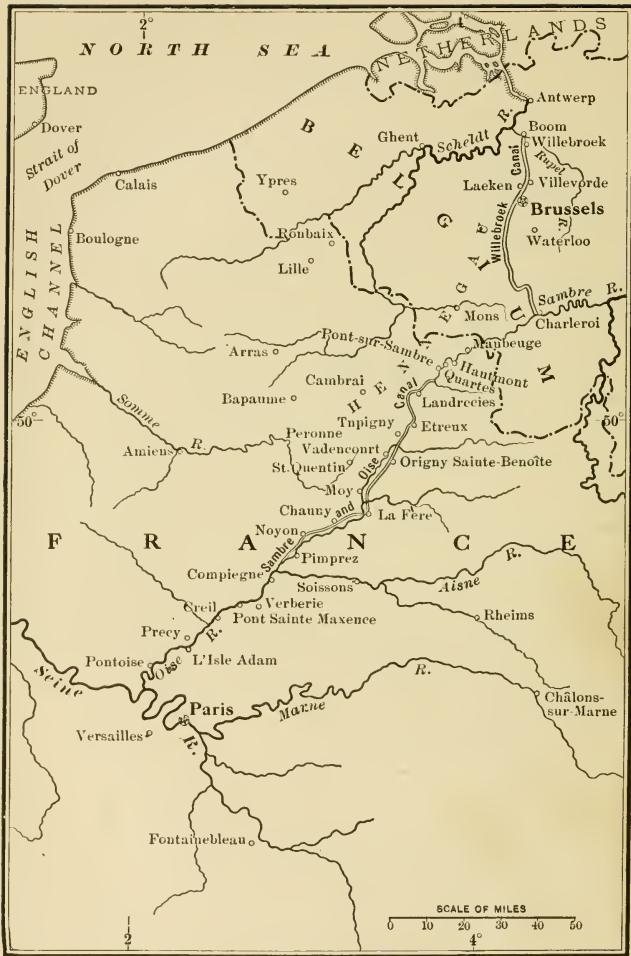 2°
NORTH SEA
NETHERLANDS
ENGLAND
Dover
Strait of
Dover
Antwerp
Boom
Willebroek
Ghent
Scheldt R.
Rupel R.
Calais
Ypres
BELGIUM
Laeken
Villevorde
Brussels
Willebroek Canal
Waterloo
Boulogne
Roubaix
Lille
ENGLISH
CHANNEL
HENEGAU
Mons
Sambre R.
Charleroi
Pont-sur-Sambre
Maubeuge
Arras
Hautmont
Quartes
Cambrai
Landrecies
Bapaume
50°
50°
Somme R.
Etreux
Tupigny
Peronne
Vadencourt
Amiens
St.Quentin
Origny Sainte-Benoîte
Moy
Chauny
La Fère
Sambre and Oise Canal
Noyon
FRANCE
Pimprez
Compiegne
Soissons
Aisne R.
Creil
Verberie
Rheims
Pont Sainte Maxence
Precy
Oise R.
L'Isle Adam
Pontoise
Seine R.
Paris
Marne R.
Châlons
sur-Marne
Versailles
Fontainebleau
SCALE OF MILES
0 10 20 30 40 50
2
4°